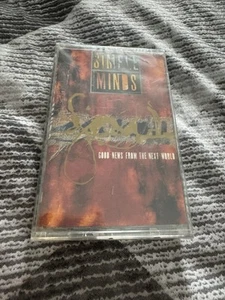 SIMPLE
MINDS
GOOD NEWS FROM THE NEXT WORLD